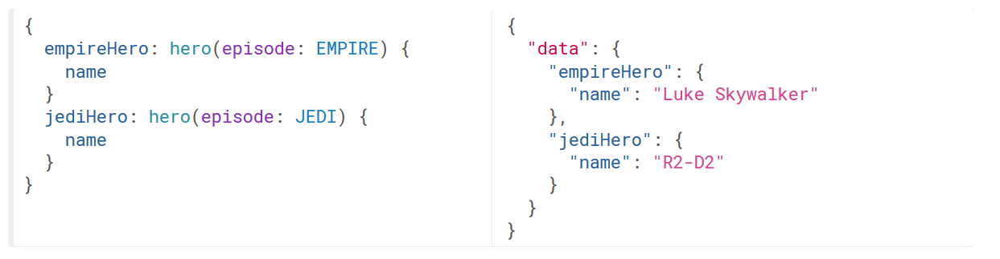 {
  empireHero: hero(episode: EMPIRE) {
    name
  }
  jediHero: hero(episode: JEDI) {
    name
  }
}
{
  "data": {
    "empireHero": {
      "name": "Luke Skywalker"
    },
    "jediHero": {
      "name": "R2-D2"
    }
  }
}